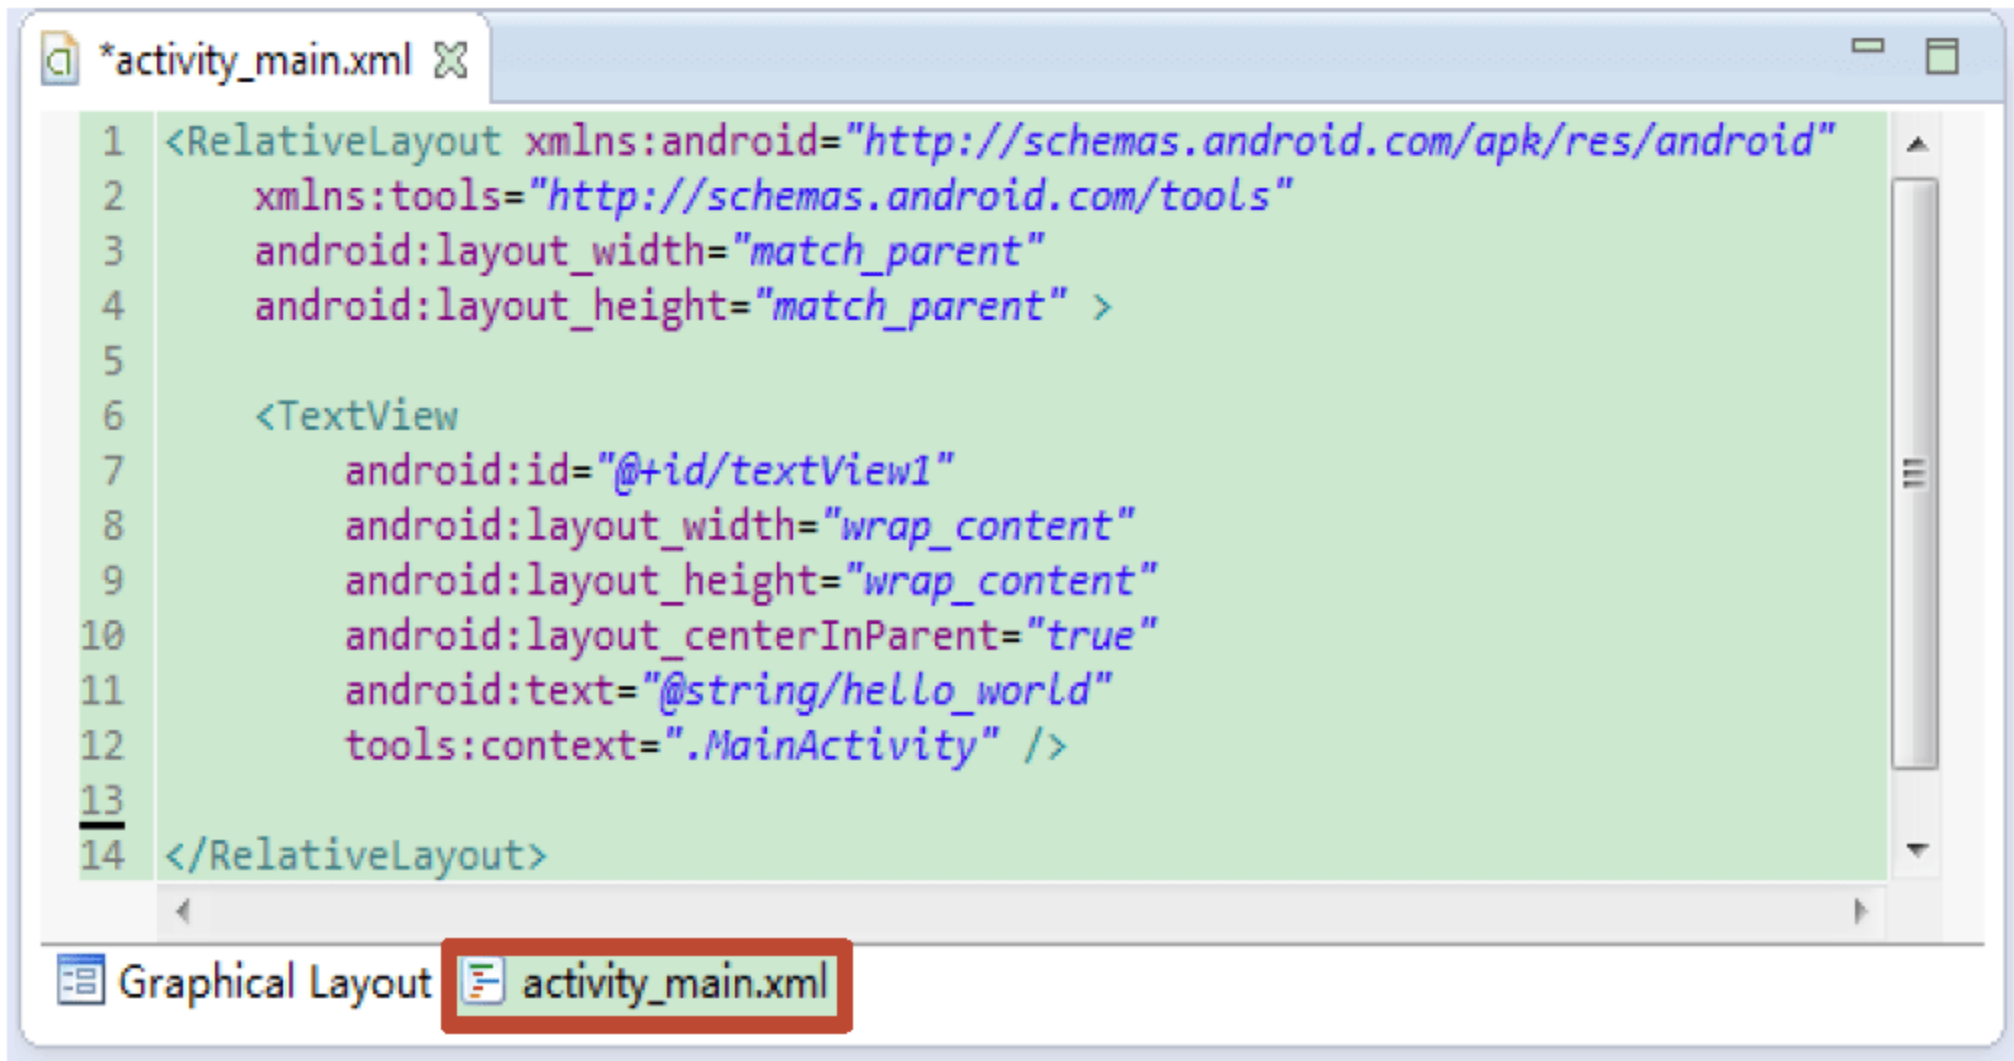 *activity_main.xml
1 <RelativeLayout xmlns:android="http://schemas.android.com/apk/res/android"
2 xmlns:tools="http://schemas.android.com/tools"
3 android:layout_width="match_parent"
4 android:layout_height="match_parent" >
5
6 <TextView
7 android:id="@+id/textView1"
8 android:layout_width="wrap_content"
9 android:layout_height="wrap_content"
10 android:layout_centerInParent="true"
11 android:text="@string/hello_world"
12 tools:context=".MainActivity" />
13
14 </RelativeLayout>
Graphical Layout activity_main.xml